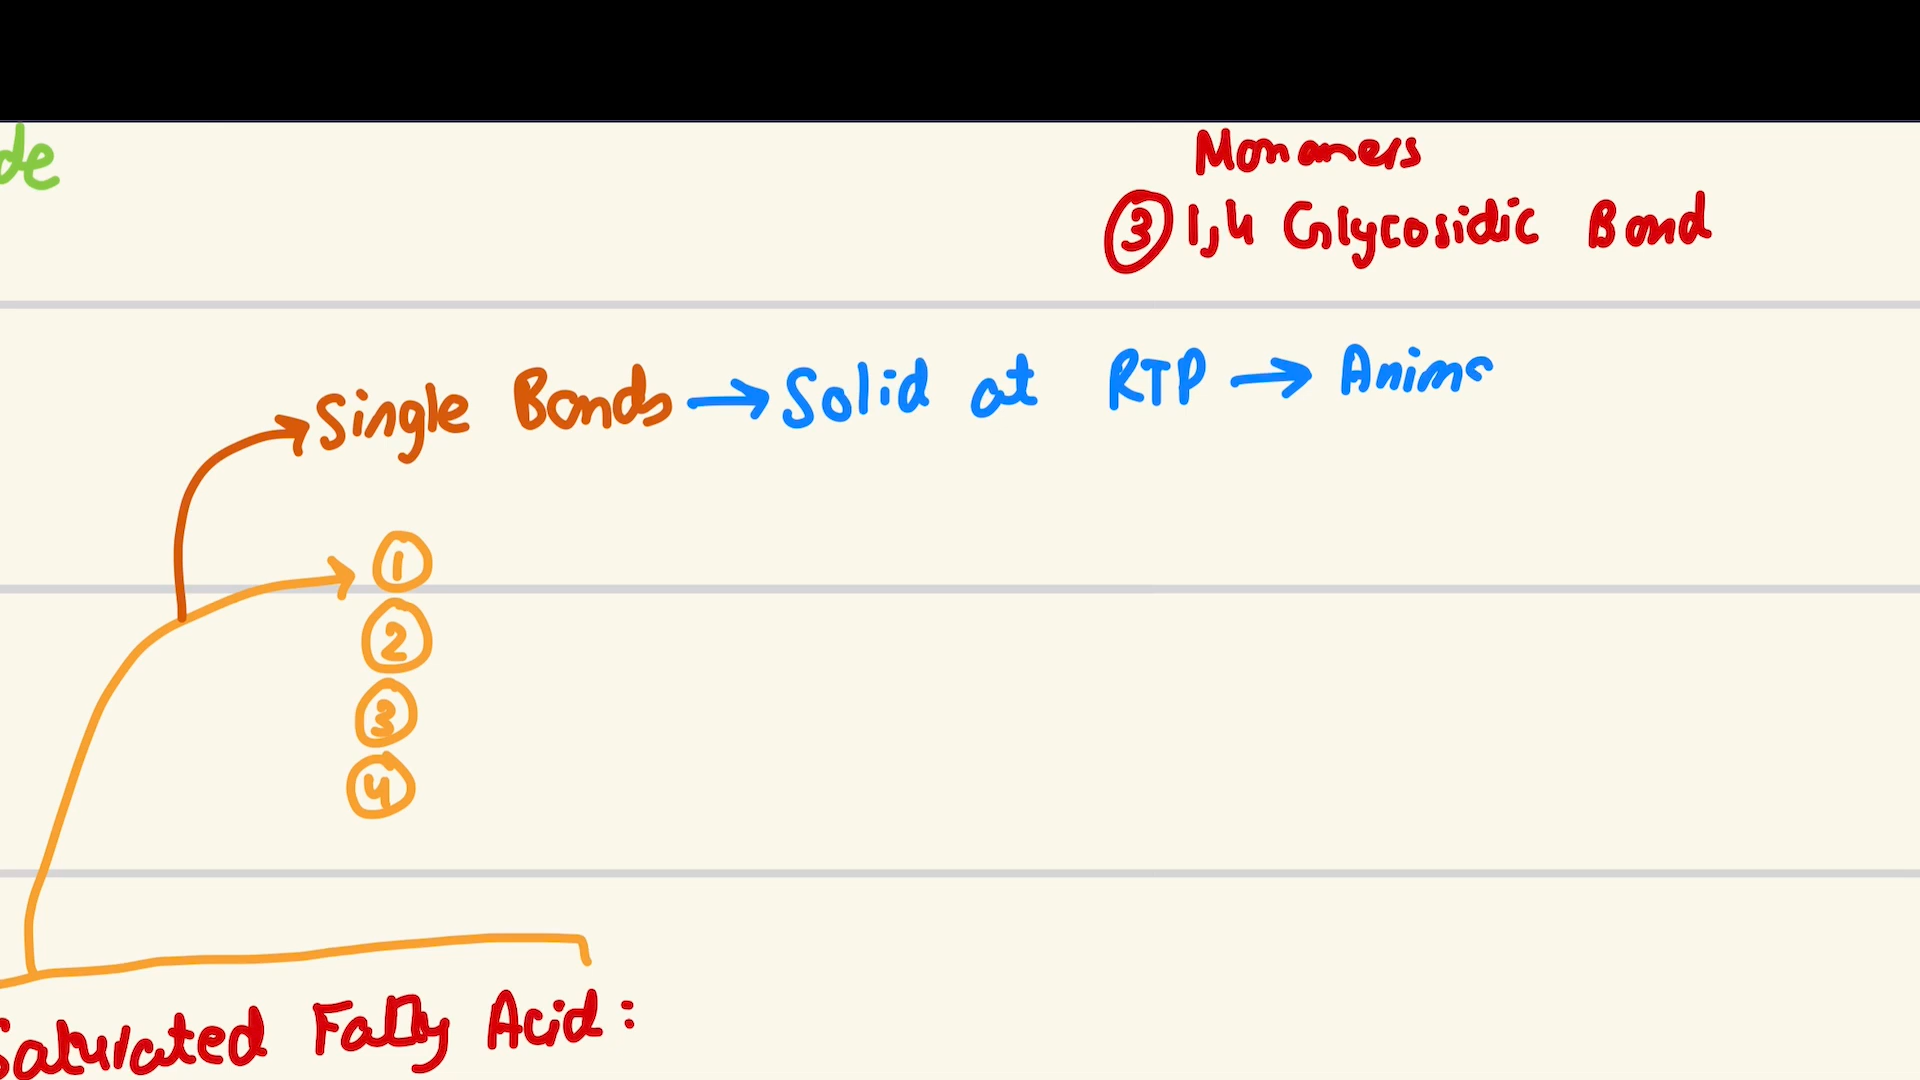 de
Monomers
③ 1,4 Glycosidic Bond
Single Bonds → Solid at RTP → Anima
①
②
③
④
Saturated Fatty Acid: